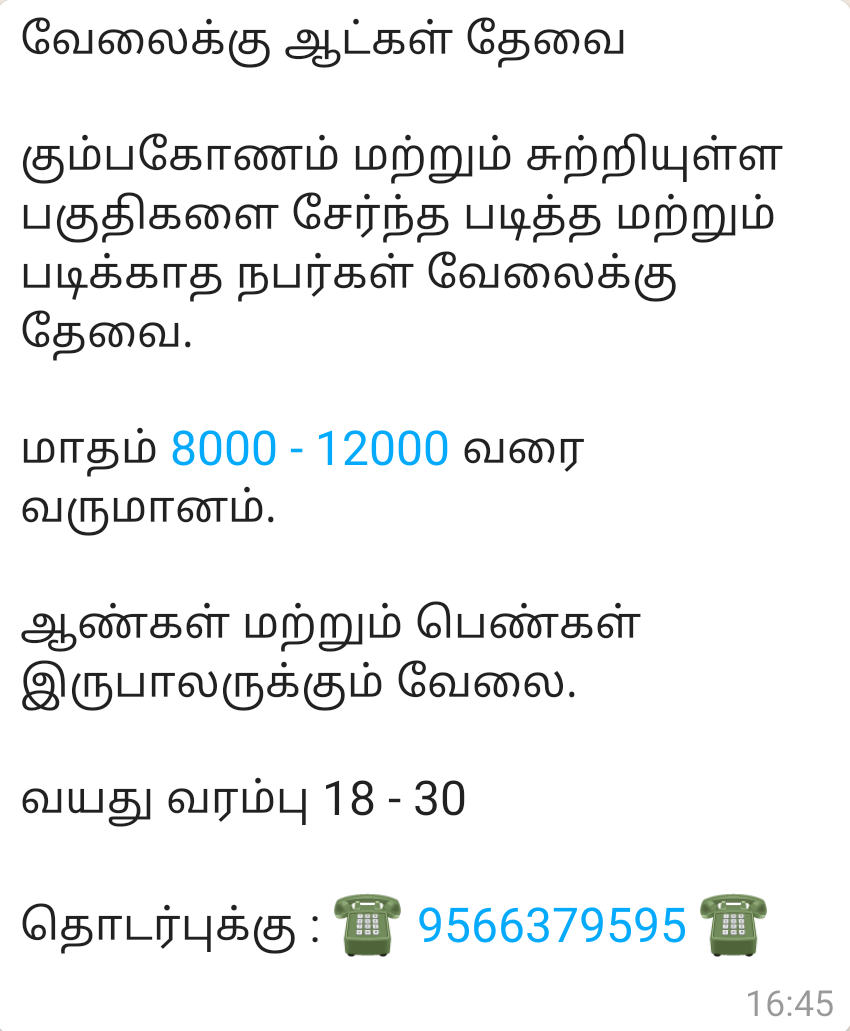 வேலைக்கு ஆட்கள் தேவை
கும்பகோணம் மற்றும் சுற்றியுள்ள
பகுதிகளை சேர்ந்த படித்த மற்றும்
படிக்காத நபர்கள் வேலைக்கு
தேவை.
மாதம் 8000 - 12000 வரை
வருமானம்.
ஆண்கள் மற்றும் பெண்கள்
இருபாலருக்கும் வேலை.
வயது வரம்பு 18 - 30
தொடர்புக்கு : ☎ 9566379595 ☎
16:45